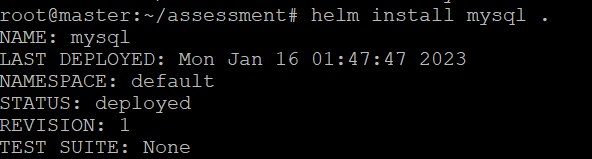 root@master:~/assessment# helm install mysql .
NAME: mysql
LAST DEPLOYED: Mon Jan 16 01:47:47 2023
NAMESPACE: default
STATUS: deployed
REVISION: 1
TEST SUITE: None